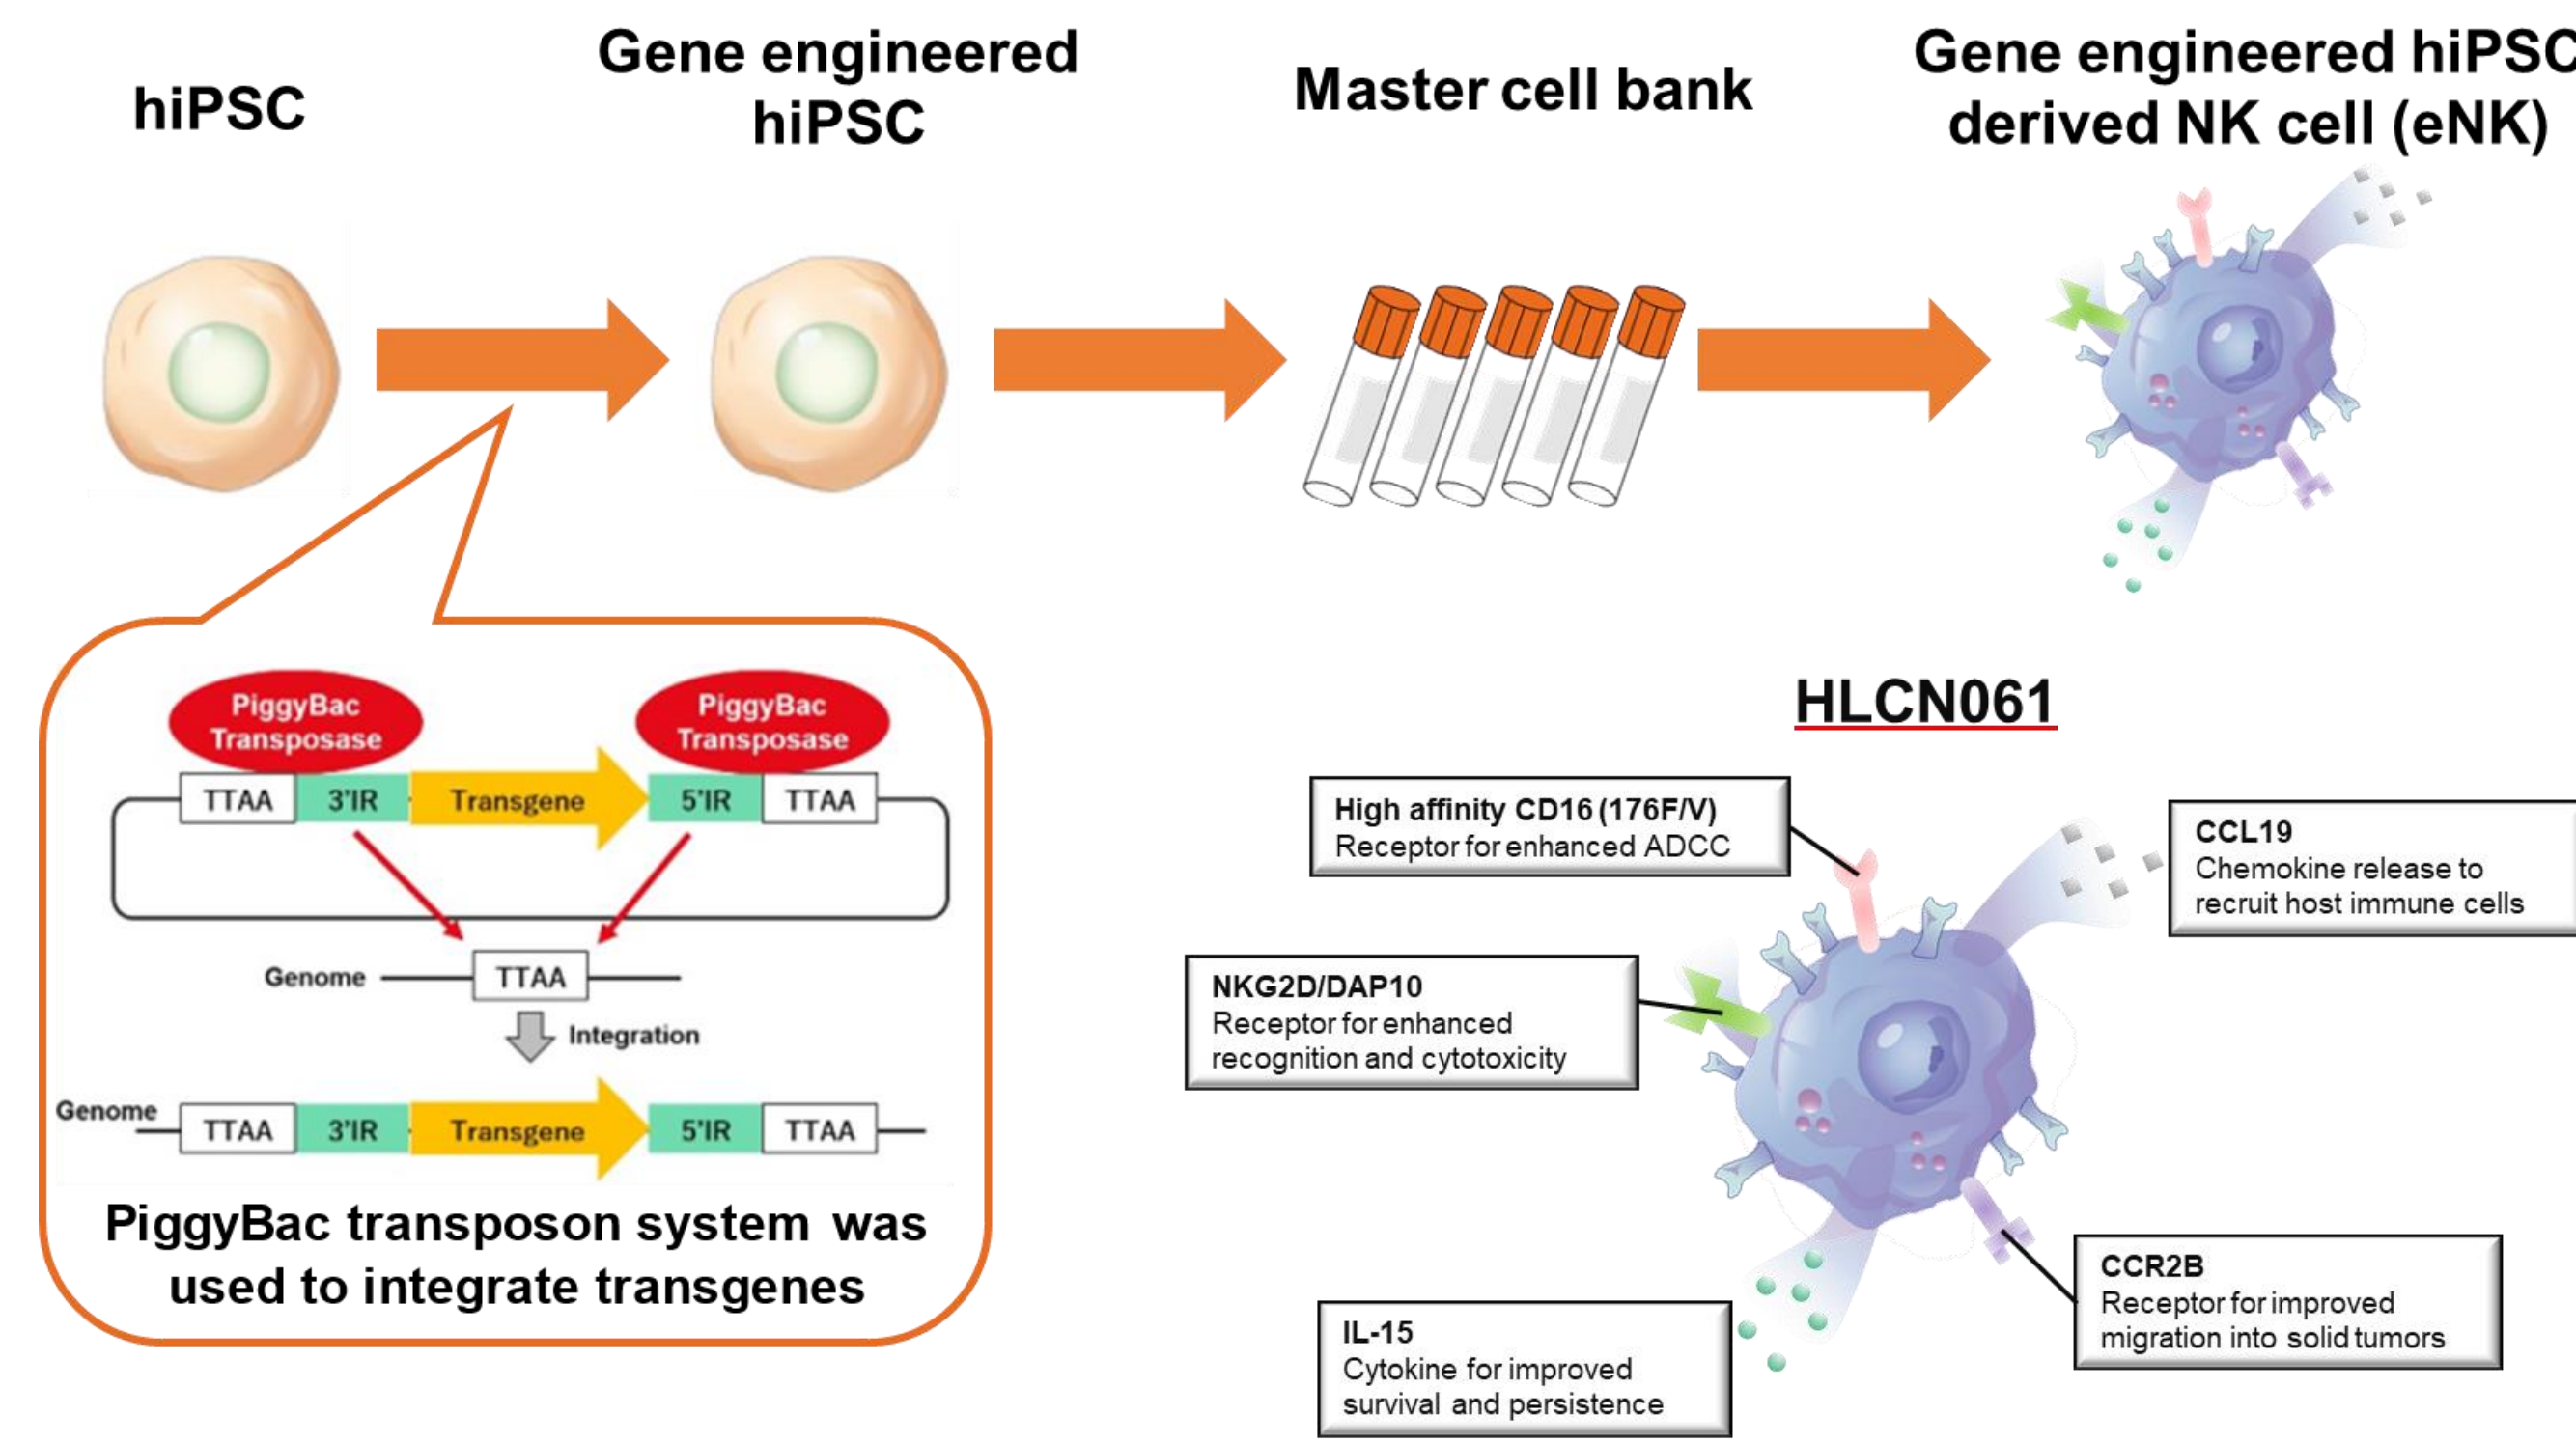 hiPSC
Gene engineered
hiPSC
Master cell bank
Gene engineered hiPSC
derived NK cell (eNK)
PiggyBac
Transposase
PiggyBac
Transposase
TTAA 3'IR Transgene 5'IR TTAA
Genome TTAA
Integration
Genome TTAA 3'IR Transgene 5'IR TTAA
PiggyBac transposon system was
used to integrate transgenes
HLCN061
High affinity CD16 (176F/V)
Receptor for enhanced ADCC
CCL19
Chemokine release to
recruit host immune cells
NKG2D/DAP10
Receptor for enhanced
recognition and cytotoxicity
CCR2B
Receptor for improved
migration into solid tumors
IL-15
Cytokine for improved
survival and persistence